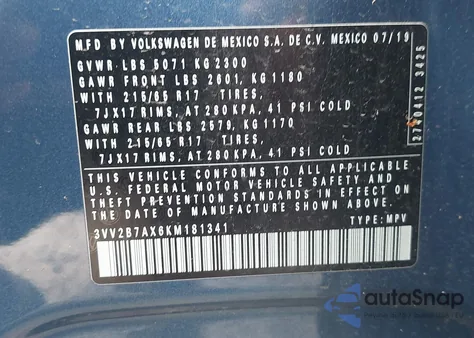 MFD BY VOLKSWAGEN DE MEXICO S.A. DE C.V. MEXICO 07/19
GVWR LBS 5071 KG 2300
GAWR FRONT LBS 2601, KG 1180
WITH 215/65 R17 TIRES,
7JX17 RIMS, AT 280 KPA, 41 PSI COLD
GAWR REAR LBS 2579, KG 1170
WITH 215/65 R17 TIRES,
7JX17 RIMS, AT 280 KPA, 41 PSI COLD
THIS VEHICLE CONFORMS TO ALL APPLICABLE
U.S. FEDERAL MOTOR VEHICLE SAFETY AND
THEFT PREVENTION STANDARDS IN EFFECT ON
THE DATE OF MANUFACTURE SHOWN ABOVE.
3VV2B7AX6KM181341 TYPE: MPV
3425
autoSnap